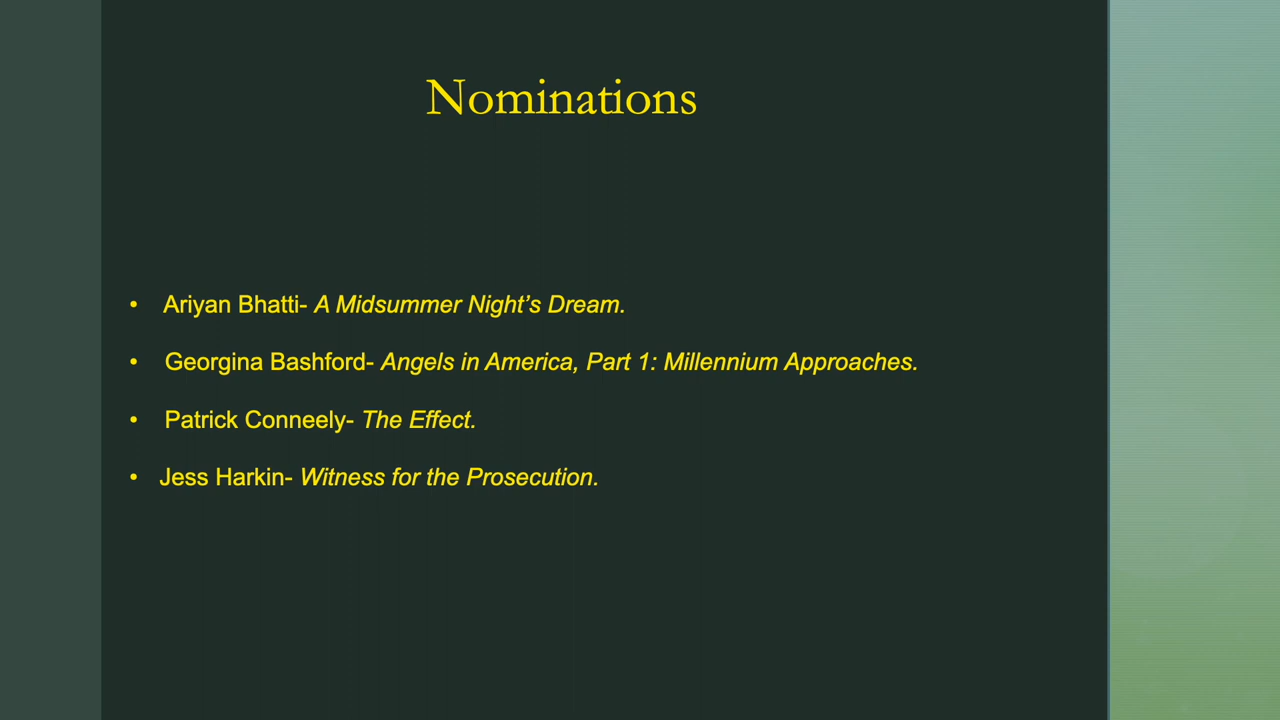 Nominations
• Ariyan Bhatti- A Midsummer Night’s Dream.
• Georgina Bashford- Angels in America, Part 1: Millennium Approaches.
• Patrick Conneely- The Effect.
• Jess Harkin- Witness for the Prosecution.